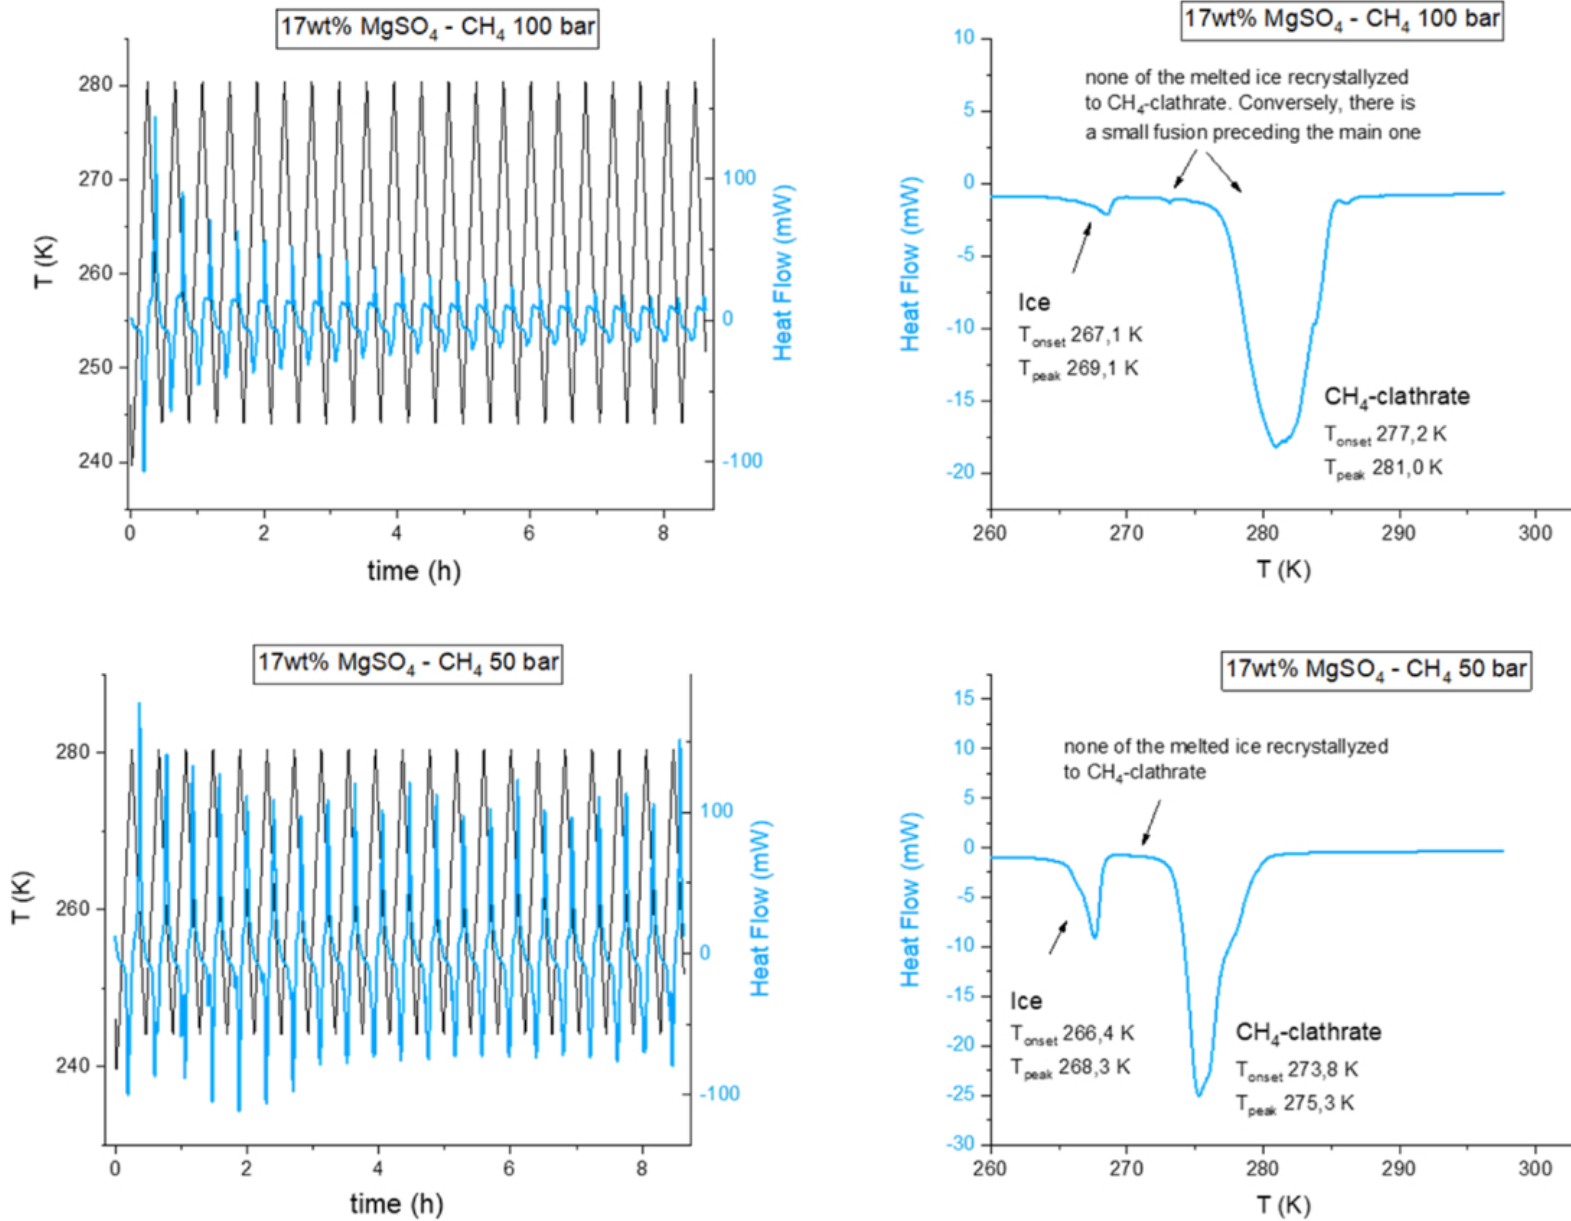 17wt% MgSO₄ - CH₄ 100 bar
280
270
260
250
240
T (K)
100
0
-100
Heat Flow (mW)
0
2
4
6
8
time (h)
17wt% MgSO₄ - CH₄ 100 bar
10
5
0
-5
-10
-15
-20
Heat Flow (mW)
none of the melted ice recrystallyzed
to CH₄-clathrate. Conversely, there is
a small fusion preceding the main one
Ice
Tonset 267,1 K
Tpeak 269,1 K
CH₄-clathrate
Tonset 277,2 K
Tpeak 281,0 K
260
270
280
290
300
T (K)
17wt% MgSO₄ - CH₄ 50 bar
280
260
240
T (K)
100
0
-100
Heat Flow (mW)
0
2
4
6
8
time (h)
17wt% MgSO₄ - CH₄ 50 bar
15
10
5
0
-5
-10
-15
-20
-25
-30
Heat Flow (mW)
none of the melted ice recrystallyzed
to CH₄-clathrate
Ice
Tonset 266,4 K
Tpeak 268,3 K
CH₄-clathrate
Tonset 273,8 K
Tpeak 275,3 K
260
270
280
290
300
T (K)